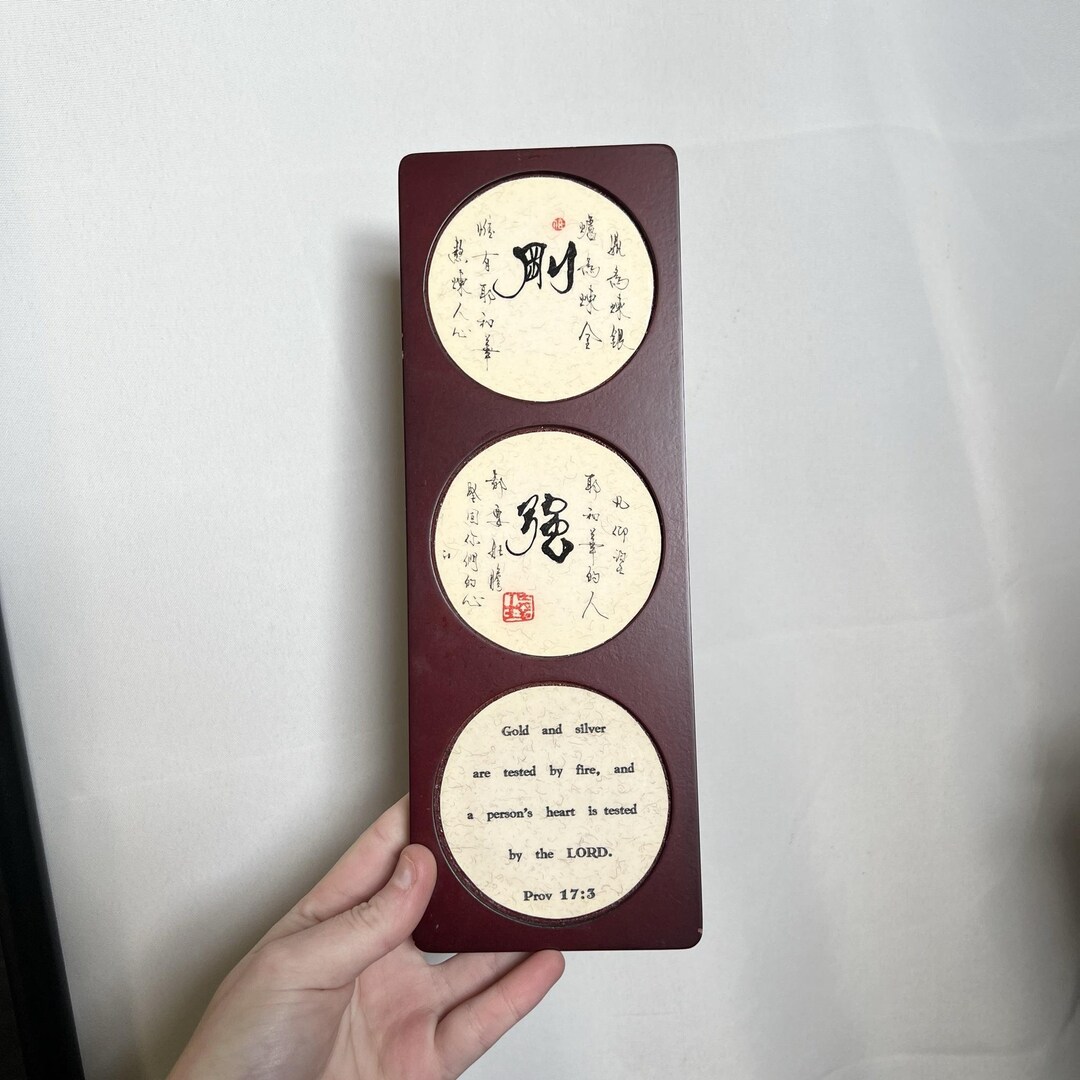 鼎為煉銀
爐為煉金
剛
惟有耶和華
熬煉人心
凡仰望
耶和華的人
強
都要壯膽
堅固你們的心
Gold and silver
are tested by fire, and
a person's heart is tested
by the LORD.
Prov 17:3